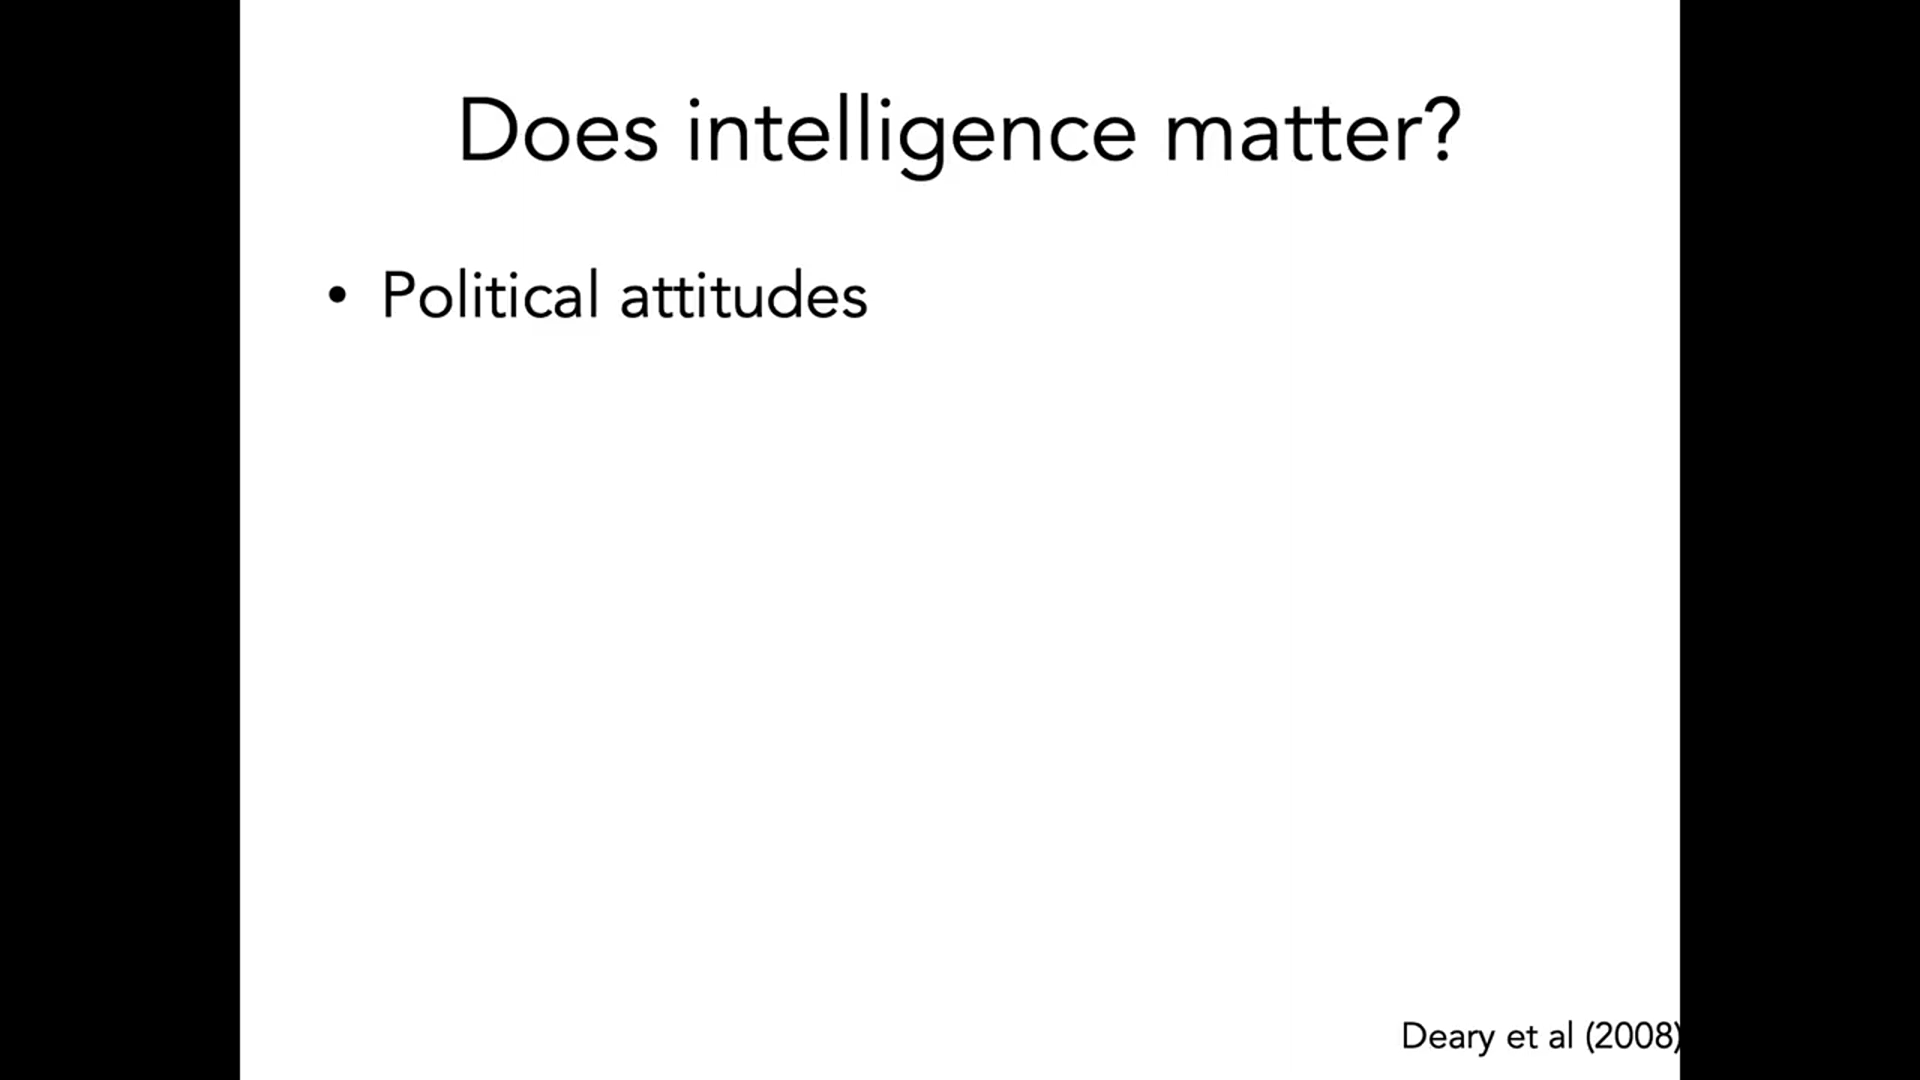 Does intelligence matter?
• Political attitudes
Deary et al (2008)